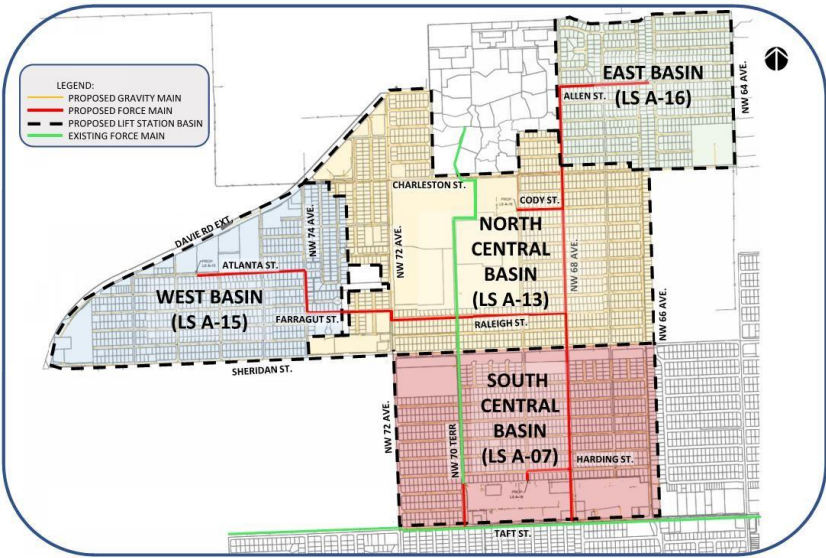 LEGEND:
PROPOSED GRAVITY MAIN
PROPOSED FORCE MAIN
PROPOSED LIFT STATION BASIN
EXISTING FORCE MAIN
EAST BASIN
(LS A-16)
ALLEN ST.
NW 64 AVE.
CHARLESTON ST.
CODY ST.
DAVIE RD EXT.
NW 74 AVE.
NW 72 AVE.
NORTH
CENTRAL
BASIN
(LS A-13)
NW 68 AVE.
ATLANTA ST.
WEST BASIN
(LS A-15)
FARRAGUT ST.
RALEIGH ST.
NW 66 AVE.
SHERIDAN ST.
SOUTH
CENTRAL
BASIN
(LS A-07)
NW 72 AVE.
NW 70 TERR
HARDING ST.
TAFT ST.